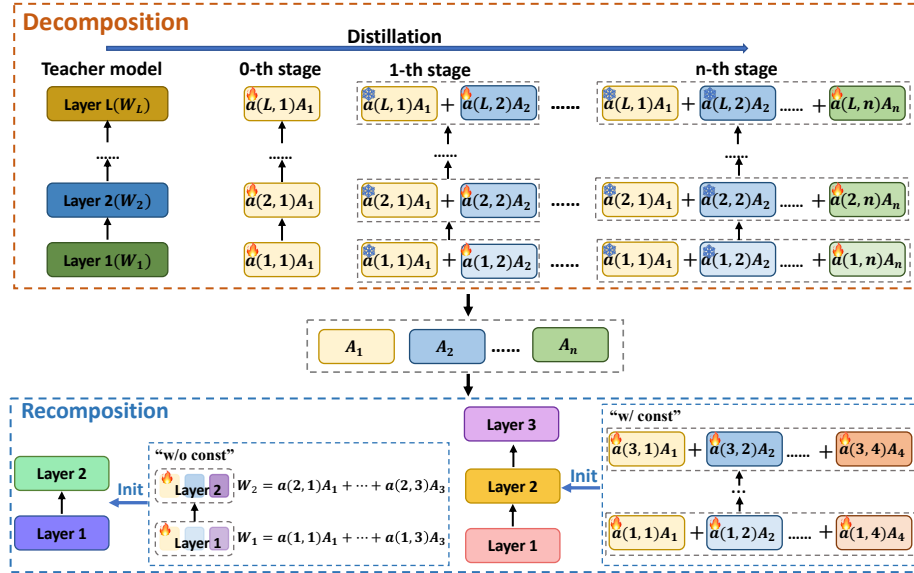 Decomposition
Distillation
Teacher model 0-th stage 1-th stage n-th stage
Layer L(W_L) a(L, 1)A_1 a(L, 1)A_1 + a(L, 2)A_2 ...... a(L, 1)A_1 + a(L, 2)A_2 ...... + a(L, n)A_n
...... ...... ...... ......
Layer 2(W_2) a(2, 1)A_1 a(2, 1)A_1 + a(2, 2)A_2 ...... a(2, 1)A_1 + a(2, 2)A_2 ...... + a(2, n)A_n
Layer 1(W_1) a(1, 1)A_1 a(1, 1)A_1 + a(1, 2)A_2 ...... a(1, 1)A_1 + a(1, 2)A_2 ...... + a(1, n)A_n
A_1 A_2 ...... A_n
Recomposition
Layer 2
Layer 1
Init
“w/o const”
Layer 2 W_2 = a(2, 1)A_1 + ⋯ + a(2, 3)A_3
Layer 1 W_1 = a(1, 1)A_1 + ⋯ + a(1, 3)A_3
Layer 3
Layer 2
Layer 1
Init
“w/ const”
a(3, 1)A_1 + a(3, 2)A_2 ...... + a(3, 4)A_4
...
a(1, 1)A_1 + a(1, 2)A_2 ...... + a(1, 4)A_4